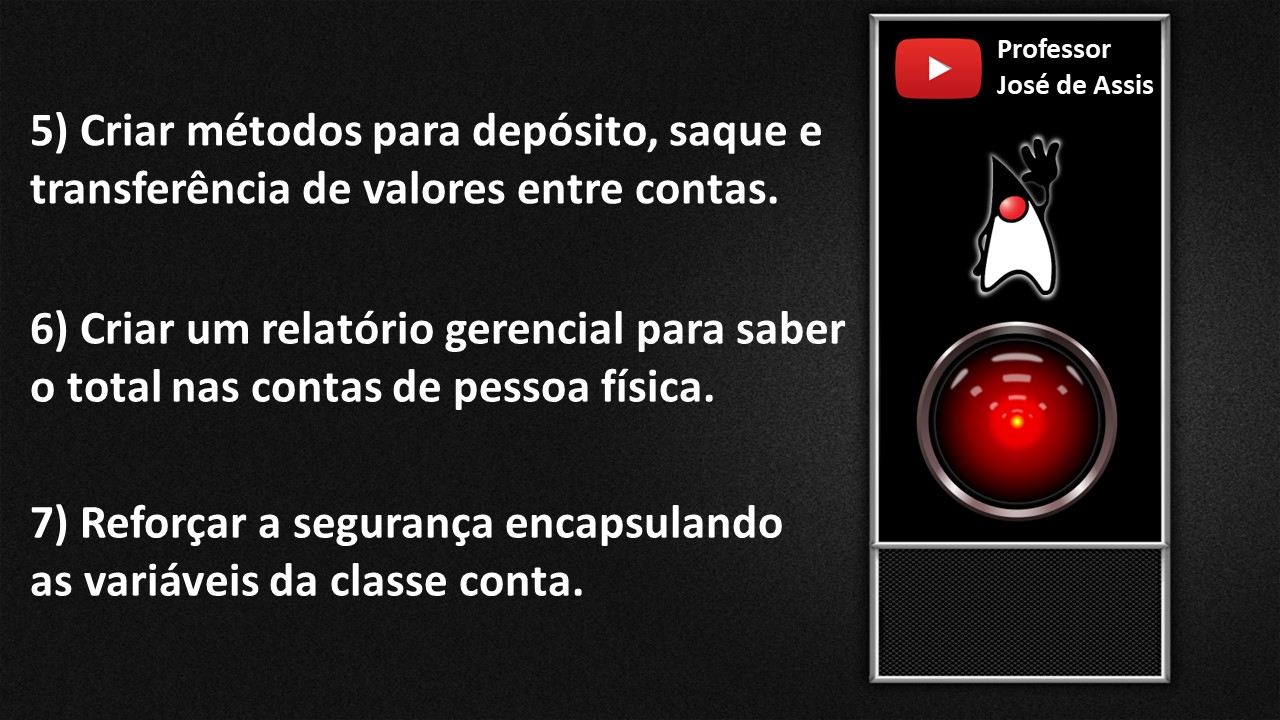 5) Criar métodos para depósito, saque e
transferência de valores entre contas.
6) Criar um relatório gerencial para saber
o total nas contas de pessoa física.
7) Reforçar a segurança encapsulando
as variáveis da classe conta.
Professor
José de Assis